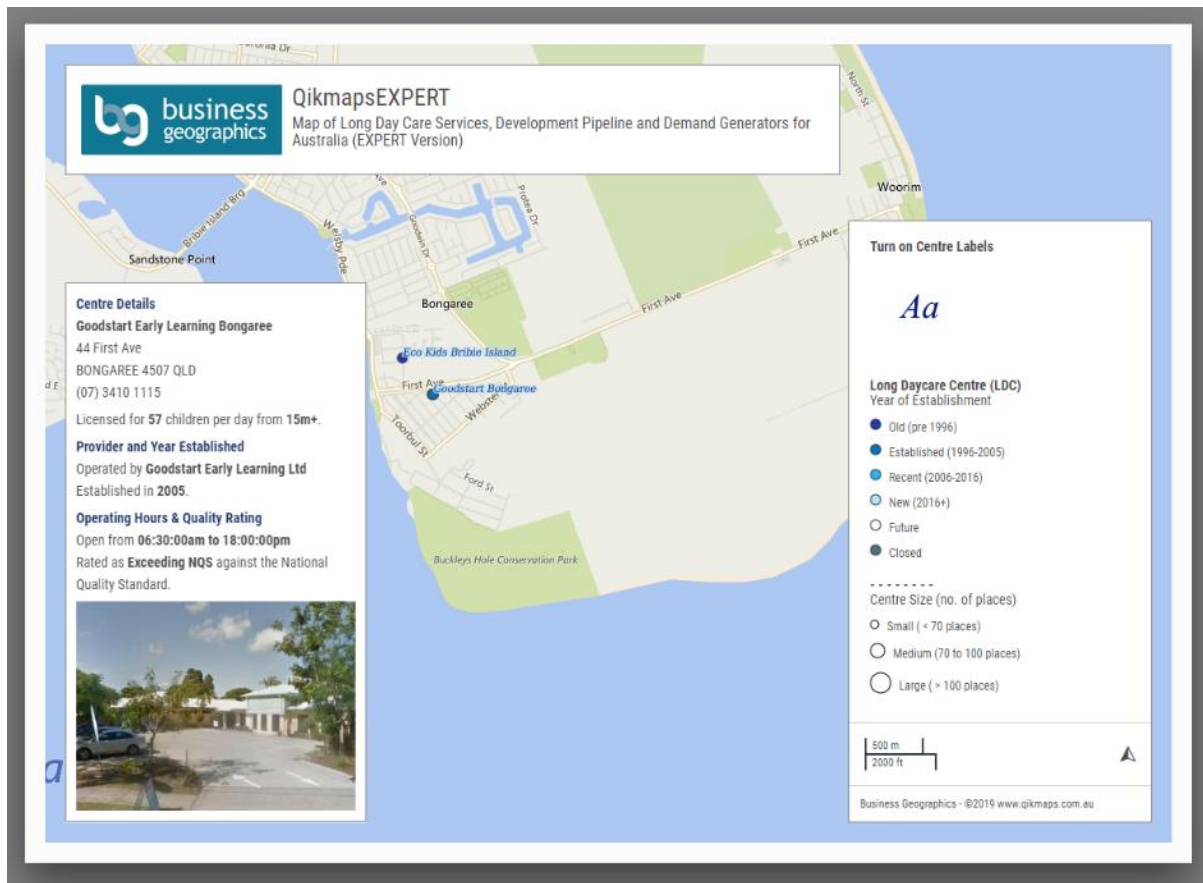 QikmapsEXPERT
Map of Long Day Care Services, Development Pipeline and Demand Generators for
Australia (EXPERT Version)
bg business
geographics
North St
Woorim
Bribie Island Brg
Sandstone Point
Welsby Pde
Goodwin Dr
Protea Dr
First Ave
First Ave
Bongaree
Eco Kids Bribie Island
First Ave
Goodstart Bongaree
Webster
Toorbul St
Ford St
Buckleys Hole Conservation Park
Centre Details
Goodstart Early Learning Bongaree
44 First Ave
BONGAREE 4507 QLD
(07) 3410 1115
Licensed for 57 children per day from 15m+.
Provider and Year Established
Operated by Goodstart Early Learning Ltd
Established in 2005.
Operating Hours & Quality Rating
Open from 06:30:00am to 18:00:00pm
Rated as Exceeding NQS against the National
Quality Standard.
Turn on Centre Labels
Aa
Long Daycare Centre (LDC)
Year of Establishment
Old (pre 1996)
Established (1996-2005)
Recent (2006-2016)
New (2016+)
Future
Closed
--------
Centre Size (no. of places)
Small ( < 70 places)
Medium (70 to 100 places)
Large ( > 100 places)
500 m
2000 ft
Business Geographics - ©2019 www.qikmaps.com.au